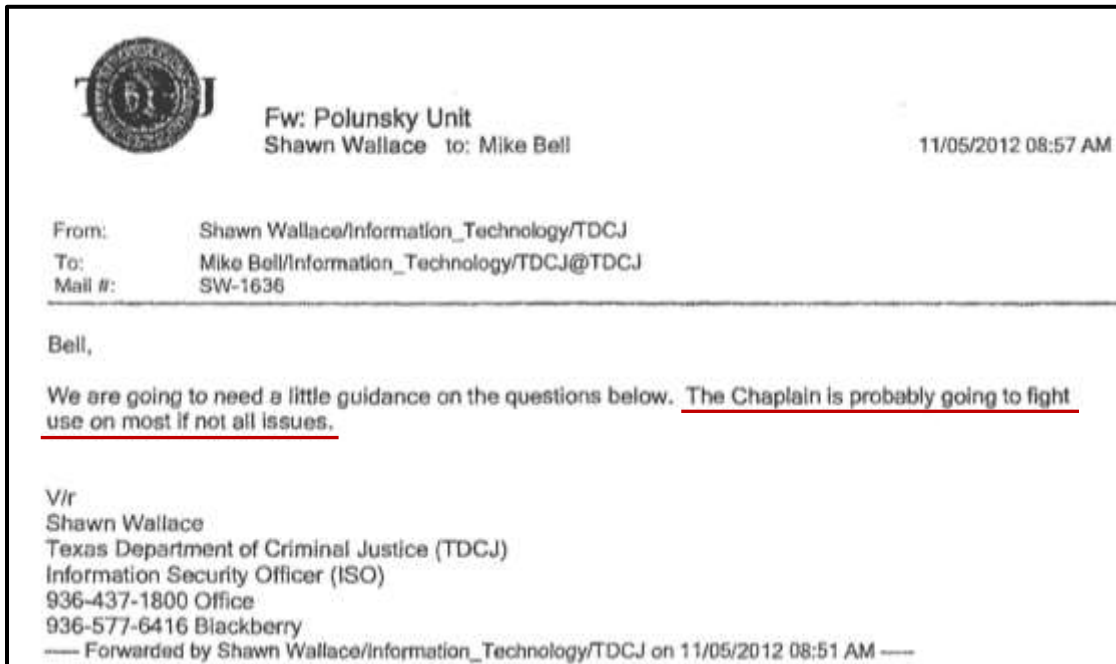 T J
Fw: Polunsky Unit
Shawn Wallace to: Mike Bell 11/05/2012 08:57 AM
From: Shawn Wallace/Information_Technology/TDCJ
To: Mike Bell/Information_Technology/TDCJ@TDCJ
Mail #: SW-1636
Bell,
We are going to need a little guidance on the questions below. The Chaplain is probably going to fight
use on most if not all issues.
V/r
Shawn Wallace
Texas Department of Criminal Justice (TDCJ)
Information Security Officer (ISO)
936-437-1800 Office
936-577-6416 Blackberry
----- Forwarded by Shawn Wallace/Information_Technology/TDCJ on 11/05/2012 08:51 AM -----